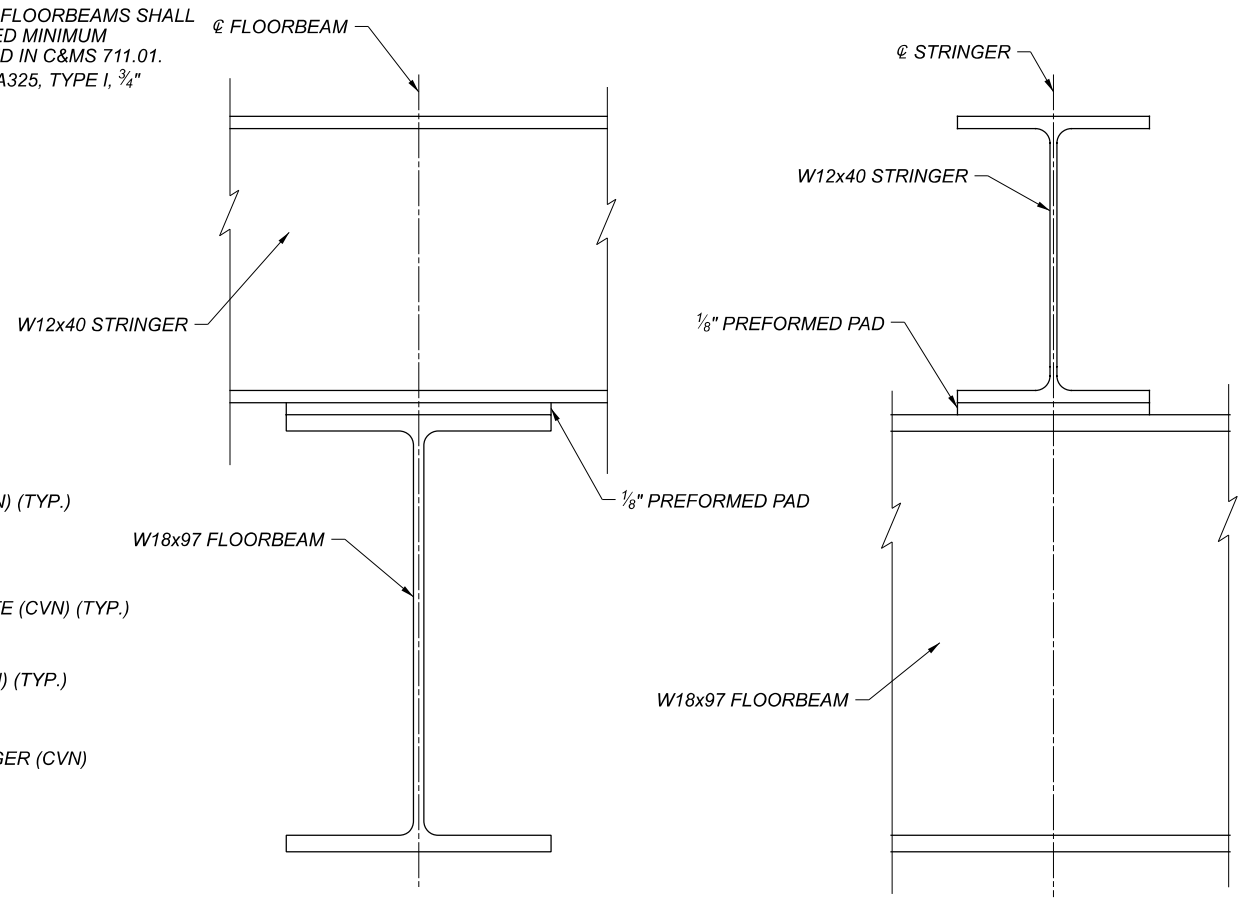 FLOORBEAMS SHALL
ED MINIMUM
D IN C&MS 711.01.
A325, TYPE I, ¾"
℄ FLOORBEAM
℄ STRINGER
W12x40 STRINGER
W12x40 STRINGER
⅛" PREFORMED PAD
⅛" PREFORMED PAD
N) (TYP.)
W18x97 FLOORBEAM
TE (CVN) (TYP.)
) (TYP.)
W18x97 FLOORBEAM
GER (CVN)